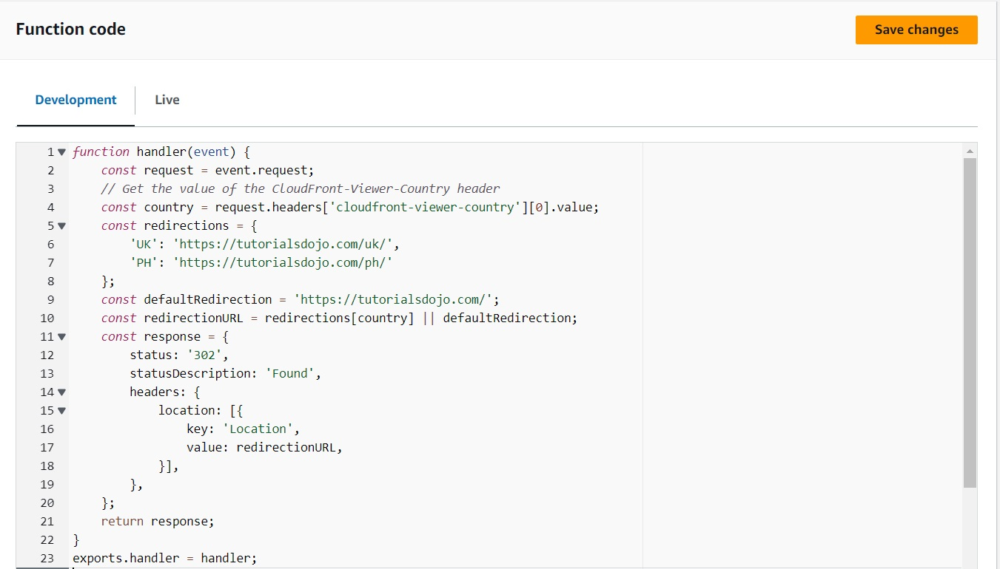 Function code
Save changes
Development
Live
1 function handler(event) {
2     const request = event.request;
3     // Get the value of the CloudFront-Viewer-Country header
4     const country = request.headers['cloudfront-viewer-country'][0].value;
5     const redirections = {
6         'UK': 'https://tutorialsdojo.com/uk/',
7         'PH': 'https://tutorialsdojo.com/ph/'
8     };
9     const defaultRedirection = 'https://tutorialsdojo.com/';
10     const redirectionURL = redirections[country] || defaultRedirection;
11     const response = {
12         status: '302',
13         statusDescription: 'Found',
14         headers: {
15             location: [{
16                 key: 'Location',
17                 value: redirectionURL,
18             }],
19         },
20     };
21     return response;
22 }
23 exports.handler = handler;